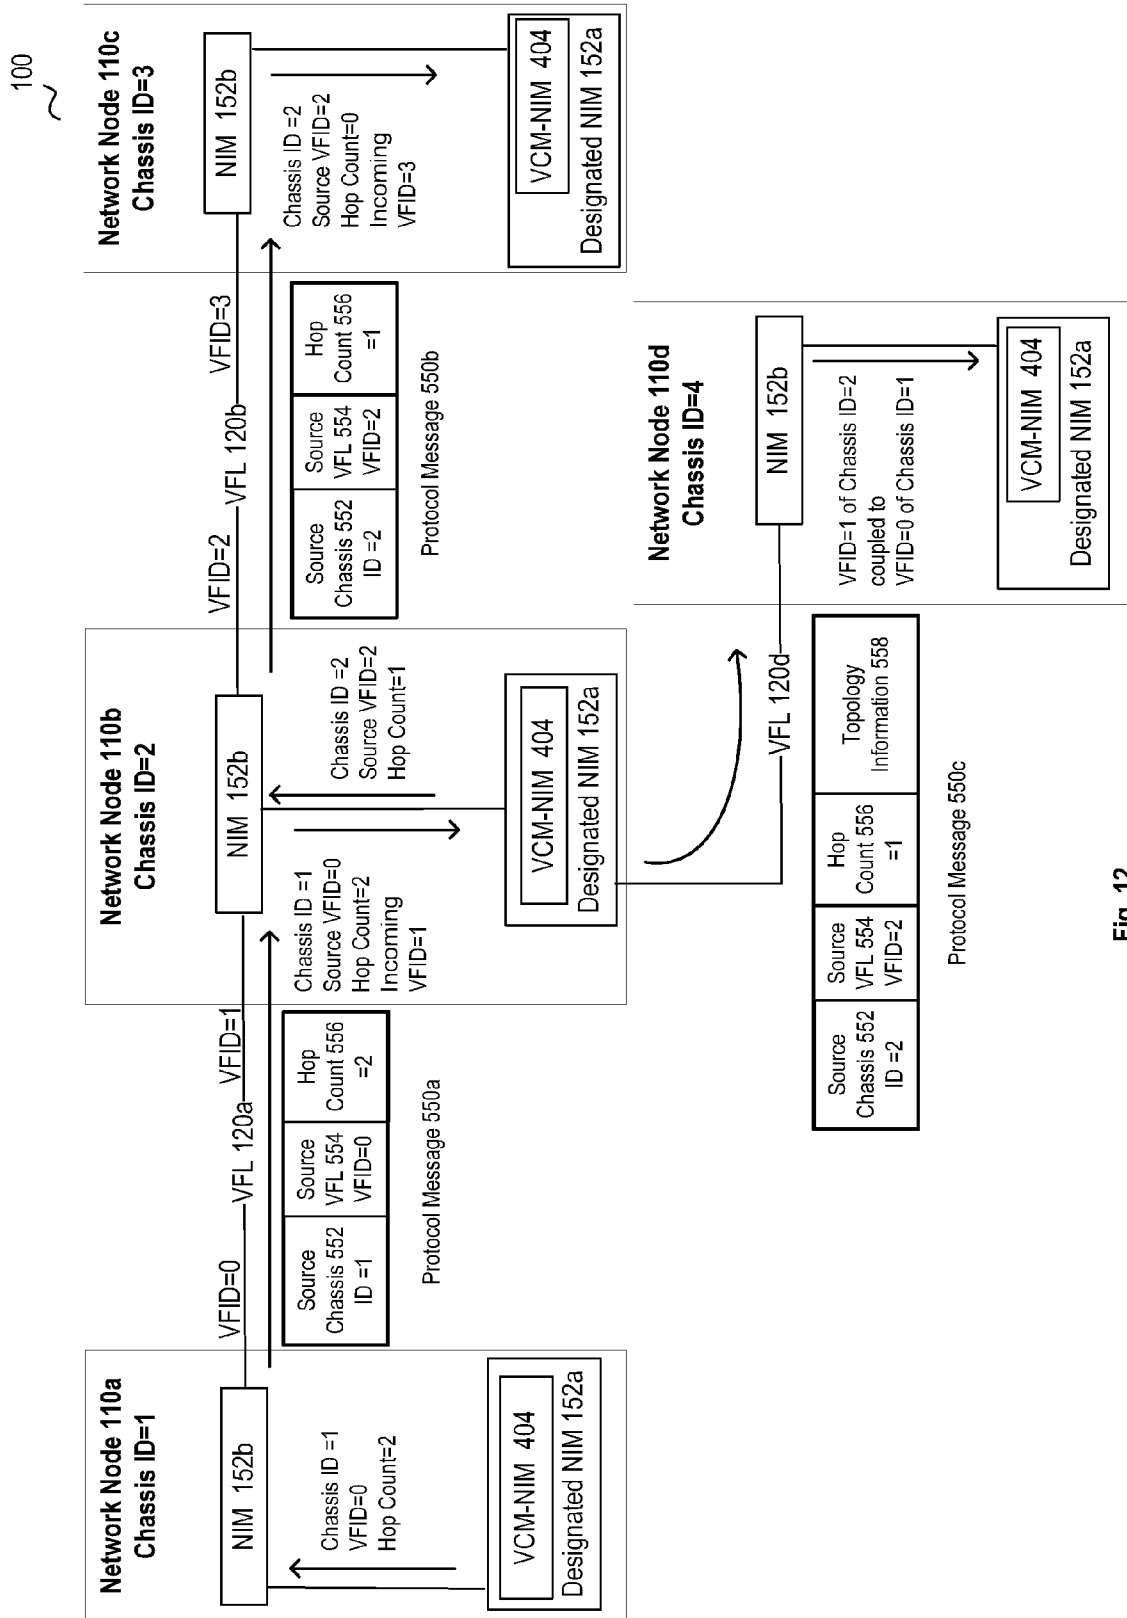 100
Network Node 110a
Chassis ID=1
NIM 152b
Chassis ID =1
VFID=0
Hop Count=2
VCM-NIM 404
Designated NIM 152a
VFID=0
VFL 120a
VFID=1
Source
Chassis 552
ID =1
Source
VFL 554
VFID=0
Hop
Count 556
=2
Protocol Message 550a
Network Node 110b
Chassis ID=2
NIM 152b
Chassis ID =1
Source VFID=0
Hop Count=2
Incoming
VFID=1
Chassis ID =2
Source VFID=2
Hop Count=1
VCM-NIM 404
Designated NIM 152a
VFID=2
VFL 120b
VFID=3
Source
Chassis 552
ID =2
Source
VFL 554
VFID=2
Hop
Count 556
=1
Protocol Message 550b
Network Node 110c
Chassis ID=3
NIM 152b
Chassis ID =2
Source VFID=2
Hop Count=0
Incoming
VFID=3
VCM-NIM 404
Designated NIM 152a
VFL 120d
Source
Chassis 552
ID =2
Source
VFL 554
VFID=2
Hop
Count 556
=1
Topology
Information 558
Protocol Message 550c
Network Node 110d
Chassis ID=4
NIM 152b
VFID=1 of Chassis ID=2
coupled to
VFID=0 of Chassis ID=1
VCM-NIM 404
Designated NIM 152a
Fig. 12